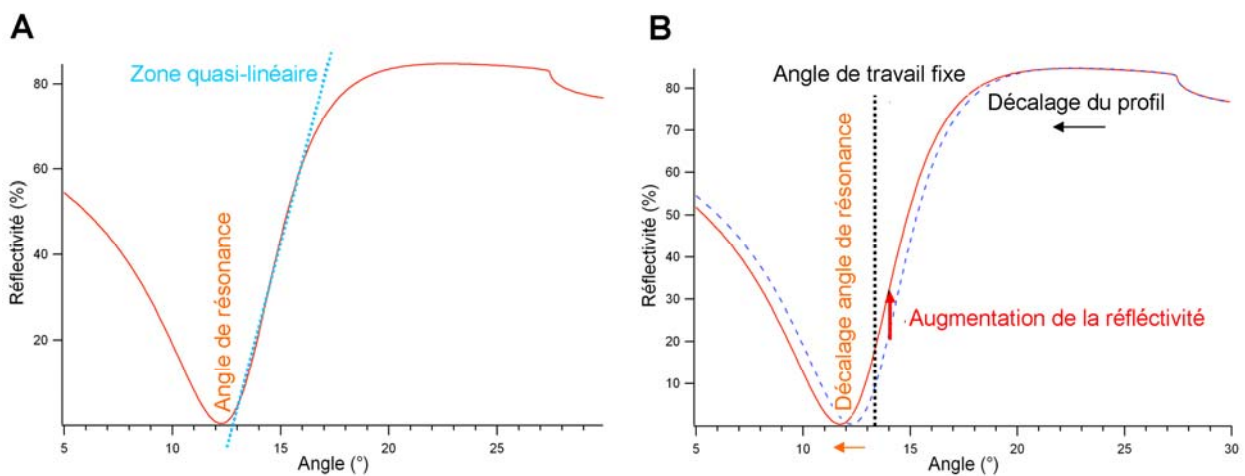 A
Zone quasi-linéaire
Réflectivité (%)
80
60
40
20
Angle de résonance
5
10
15
20
25
Angle (°)
B
Angle de travail fixe
Décalage du profil
Réflectivité (%)
80
70
60
50
40
30
20
10
Décalage angle de résonance
Augmentation de la réfléctivité
5
10
15
20
25
30
Angle (°)